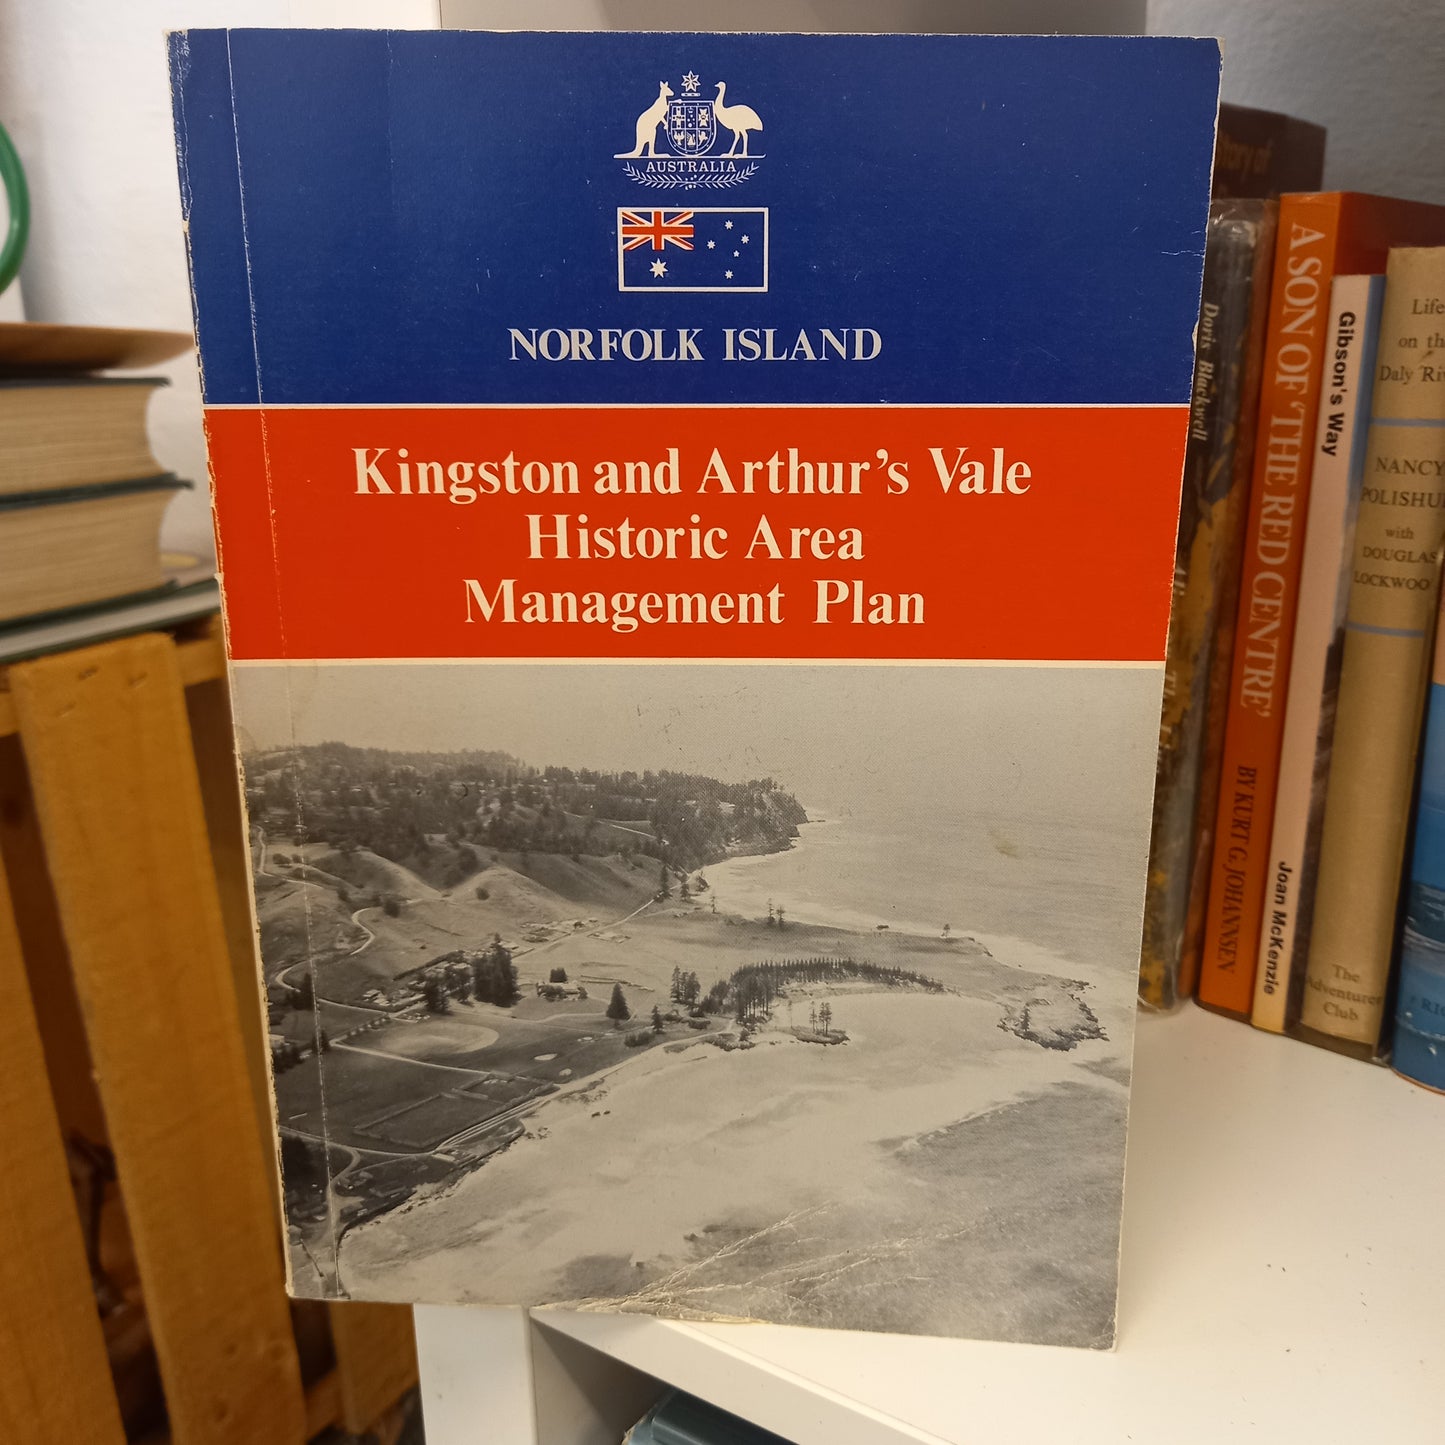 AUSTRALIA
NORFOLK ISLAND
Kingston and Arthur's Vale
Historic Area
Management Plan
Doris Blackwell
A SON OF 'THE RED CENTRE'
BY KURT G. JOHANNSEN
Gibson's Way
Joan McKenzie
Life
on the
Daly Riv
NANCY
POLISHU
with
DOUGLAS
LOCKWOO
The
Adventurers
Club